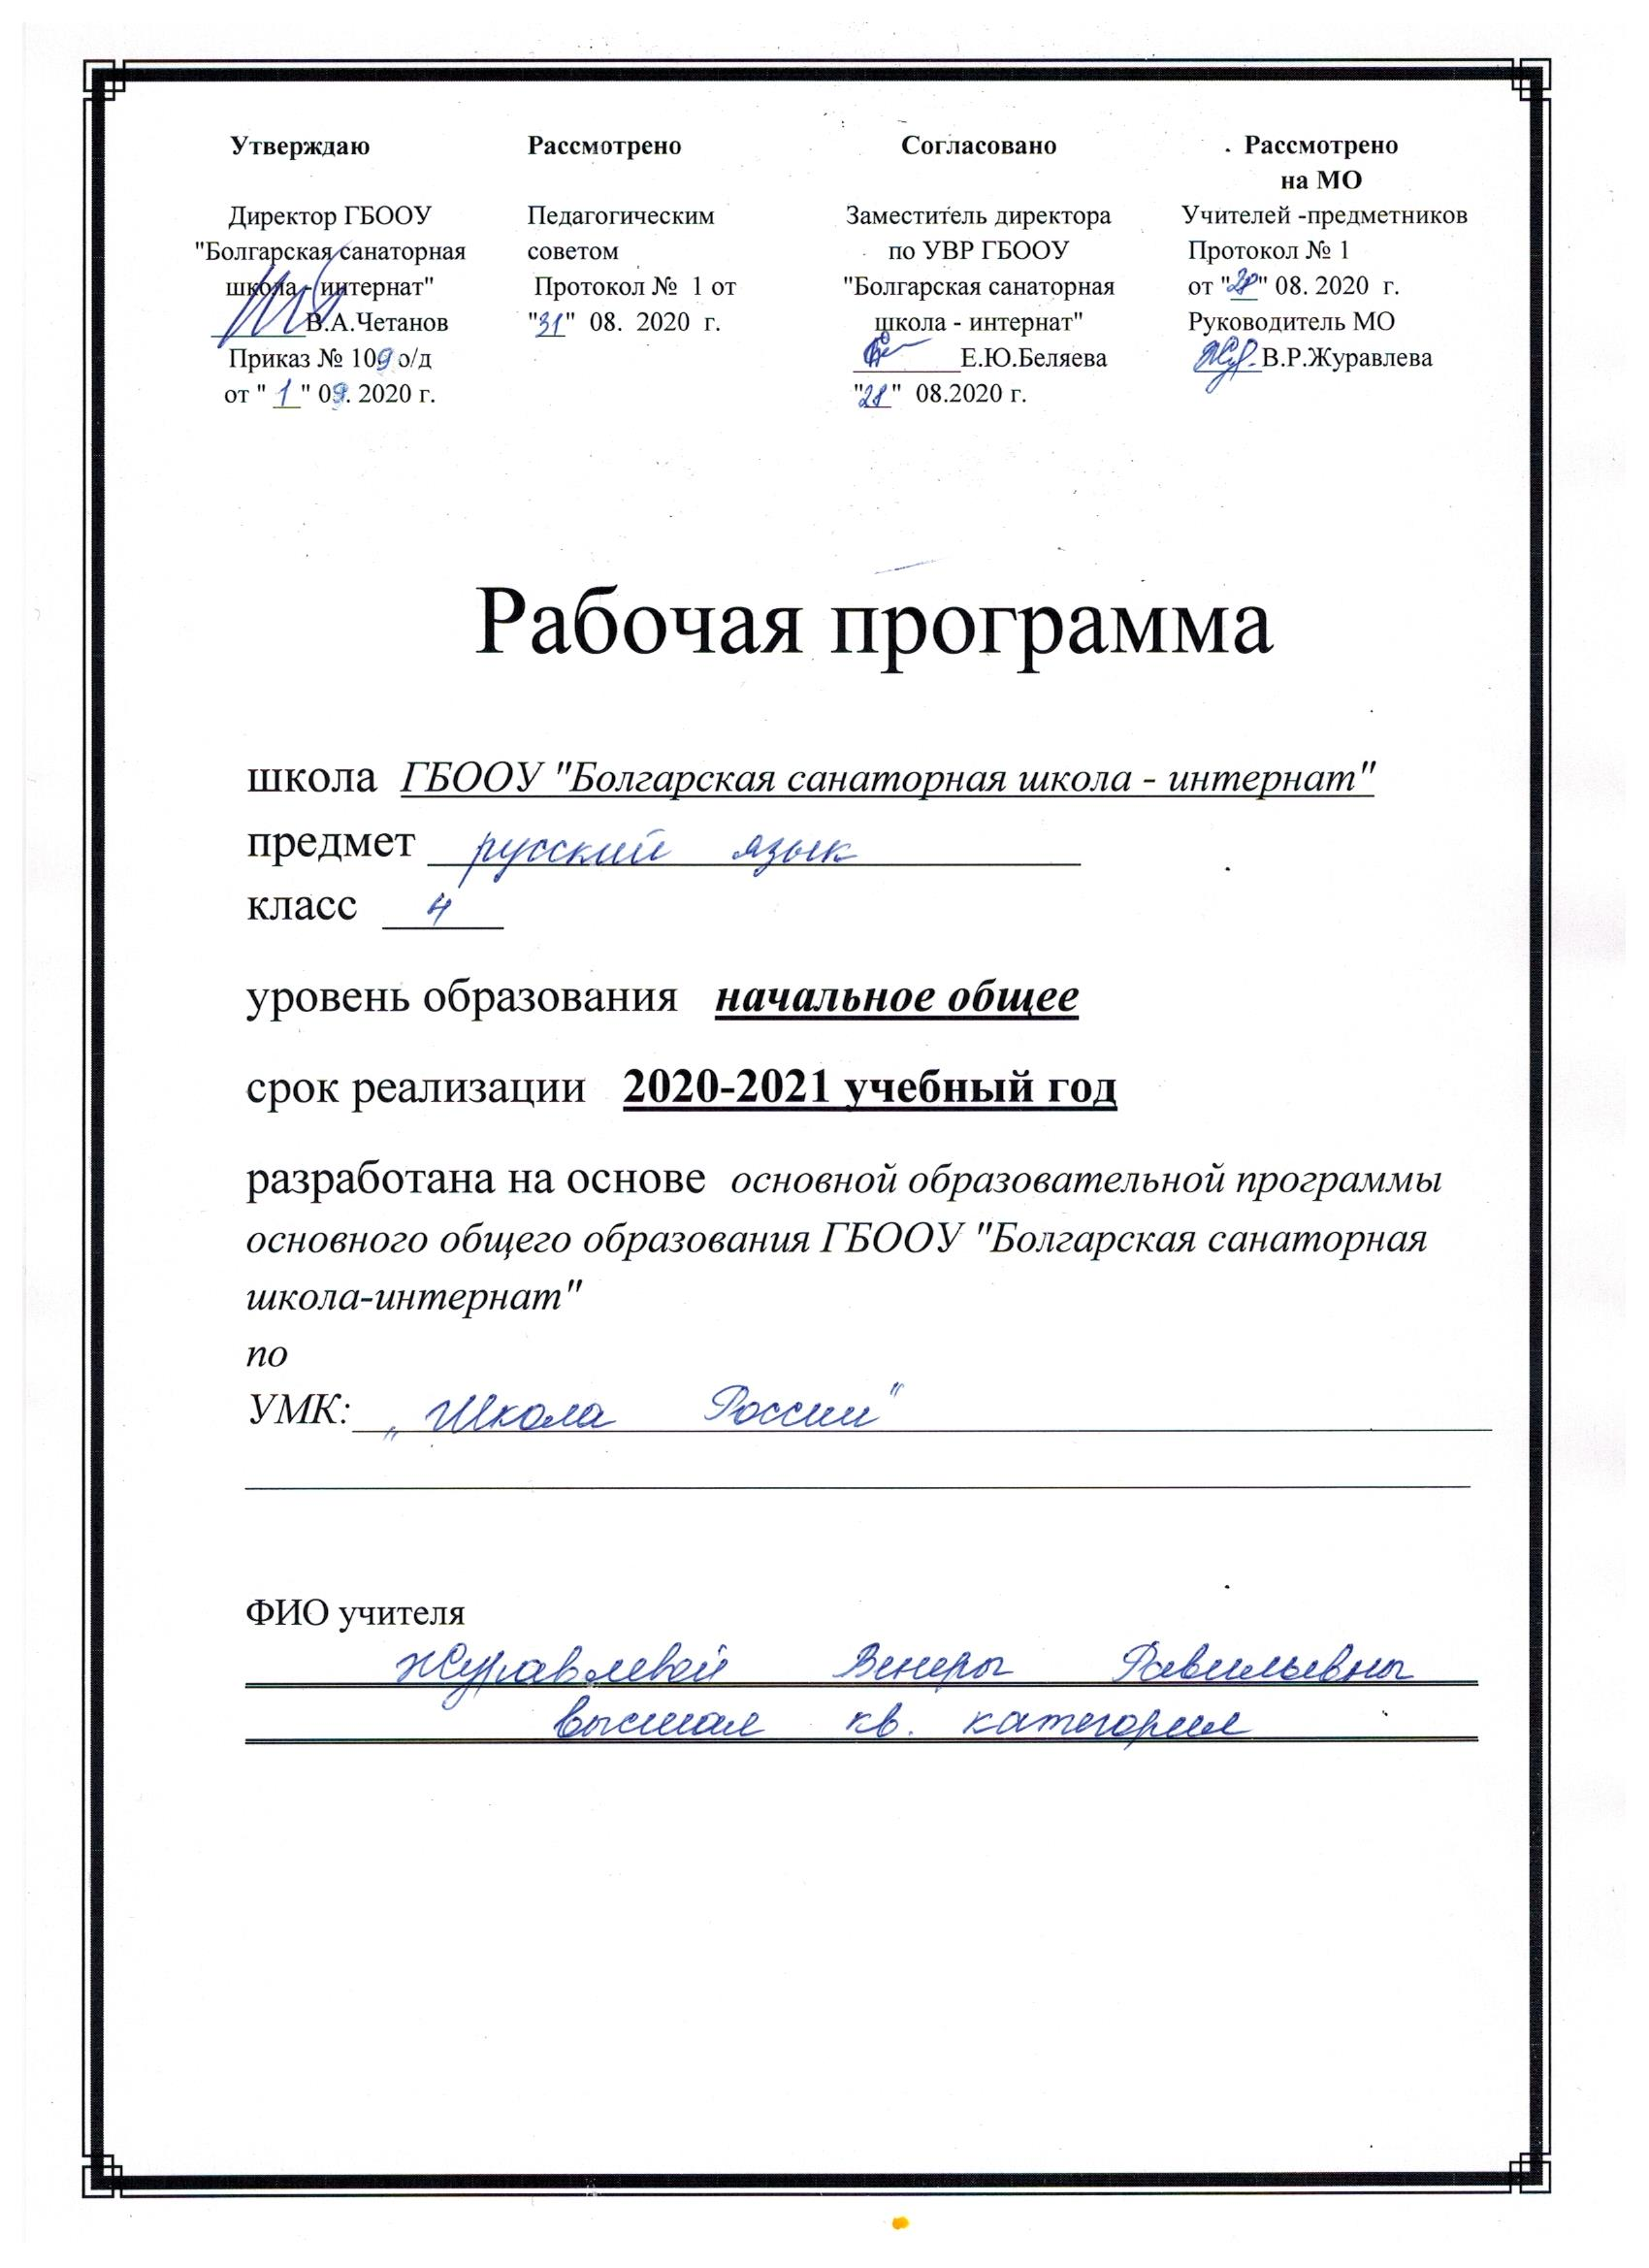 Утверждаю
Директор ГБООУ
"Болгарская санаторная
школа - интернат"
В.А.Четанов
Приказ № 109 о/д
от "1" 09. 2020 г.
Рассмотрено
Педагогическим
советом
Протокол № 1 от
"31" 08. 2020 г.
Согласовано
Заместитель директора
по УВР ГБООУ
"Болгарская санаторная
школа - интернат"
Е.Ю.Беляева
"28" 08.2020 г.
Рассмотрено
на МО
Учителей -предметников
Протокол № 1
от "28" 08. 2020 г.
Руководитель МО
В.Р.Журавлева
Рабочая программа
школа ГБООУ "Болгарская санаторная школа - интернат"
предмет русский язык
класс 4
уровень образования начальное общее
срок реализации 2020-2021 учебный год
разработана на основе основной образовательной программы
основного общего образования ГБООУ "Болгарская санаторная
школа-интернат"
по
УМК: „Школа России"
ФИО учителя
Журавлевой Венеры Равильевны
высшая кв. категория